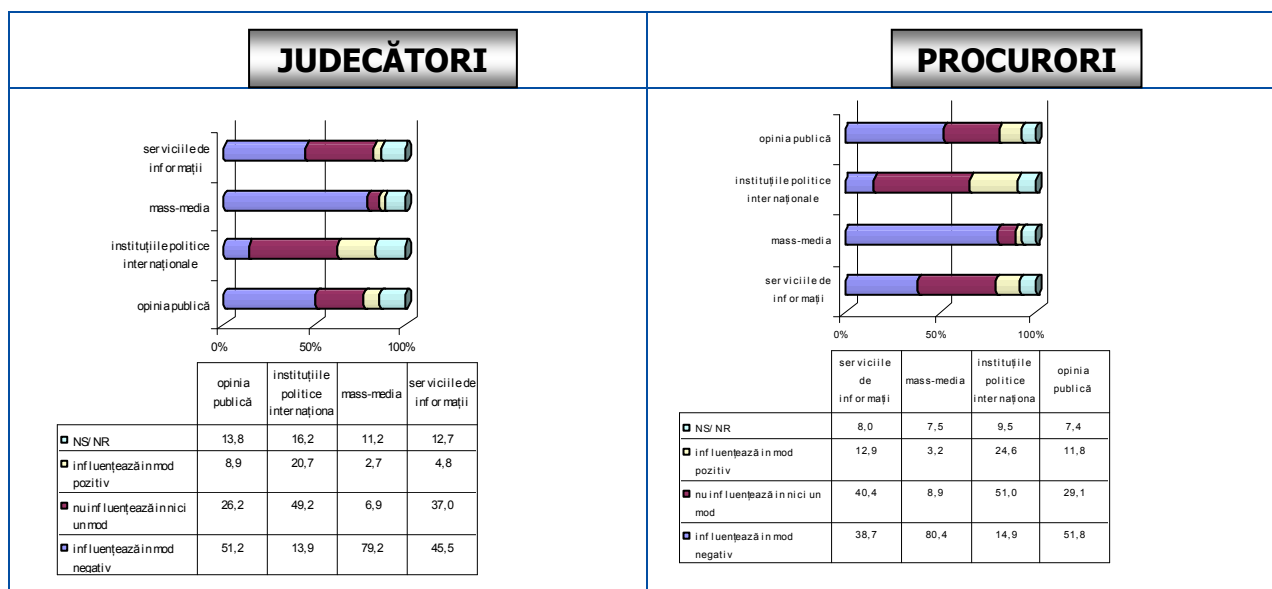 JUDECĂTORI
serviciile de
informații
mass-media
instituțiile politice
internaționale
opinia publică
0% 50% 100%
opinia
publică
instituțiile
politice
internaționa
mass-media
serviciile de
informații
NS/NR 13,8 16,2 11,2 12,7
influențează in mod
pozitiv
8,9 20,7 2,7 4,8
nu influențează in nici
un mod
26,2 49,2 6,9 37,0
influențează in mod
negativ
51,2 13,9 79,2 45,5
PROCURORI
opinia publică
instituțiile politice
internaționale
mass-media
serviciile de
informații
0% 50% 100%
serviciile
de
informații
mass-media
instituțiile
politice
internaționa
opinia
publică
NS/NR 8,0 7,5 9,5 7,4
influențează in mod
pozitiv
12,9 3,2 24,6 11,8
nu influențează in nici un
mod
40,4 8,9 51,0 29,1
influențează in mod
negativ
38,7 80,4 14,9 51,8